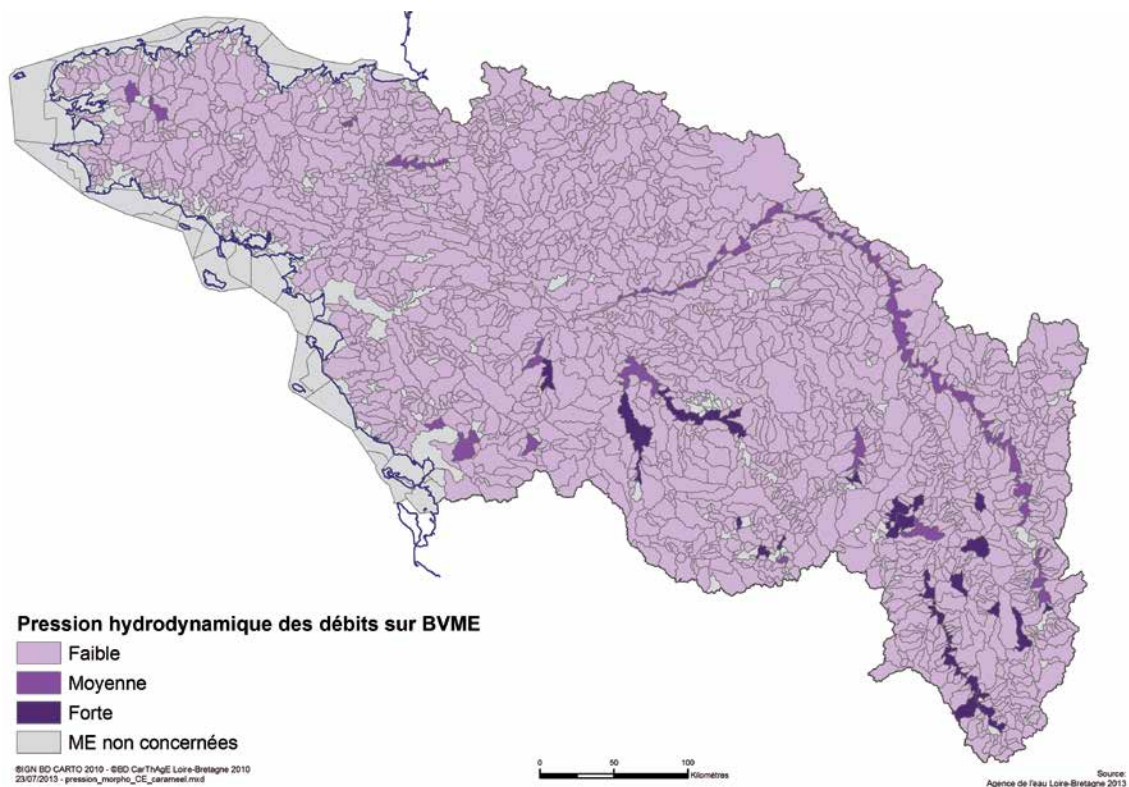 Pression hydrodynamique des débits sur BVME
Faible
Moyenne
Forte
ME non concernées
©IGN BD CARTO 2010 - ©BD CarThAgE Loire-Bretagne 2010
23/07/2013 - pression_morpho_CE_carameel.mxd
0 50 100
Kilomètres
Source:
Agence de l'eau Loire-Bretagne 2013